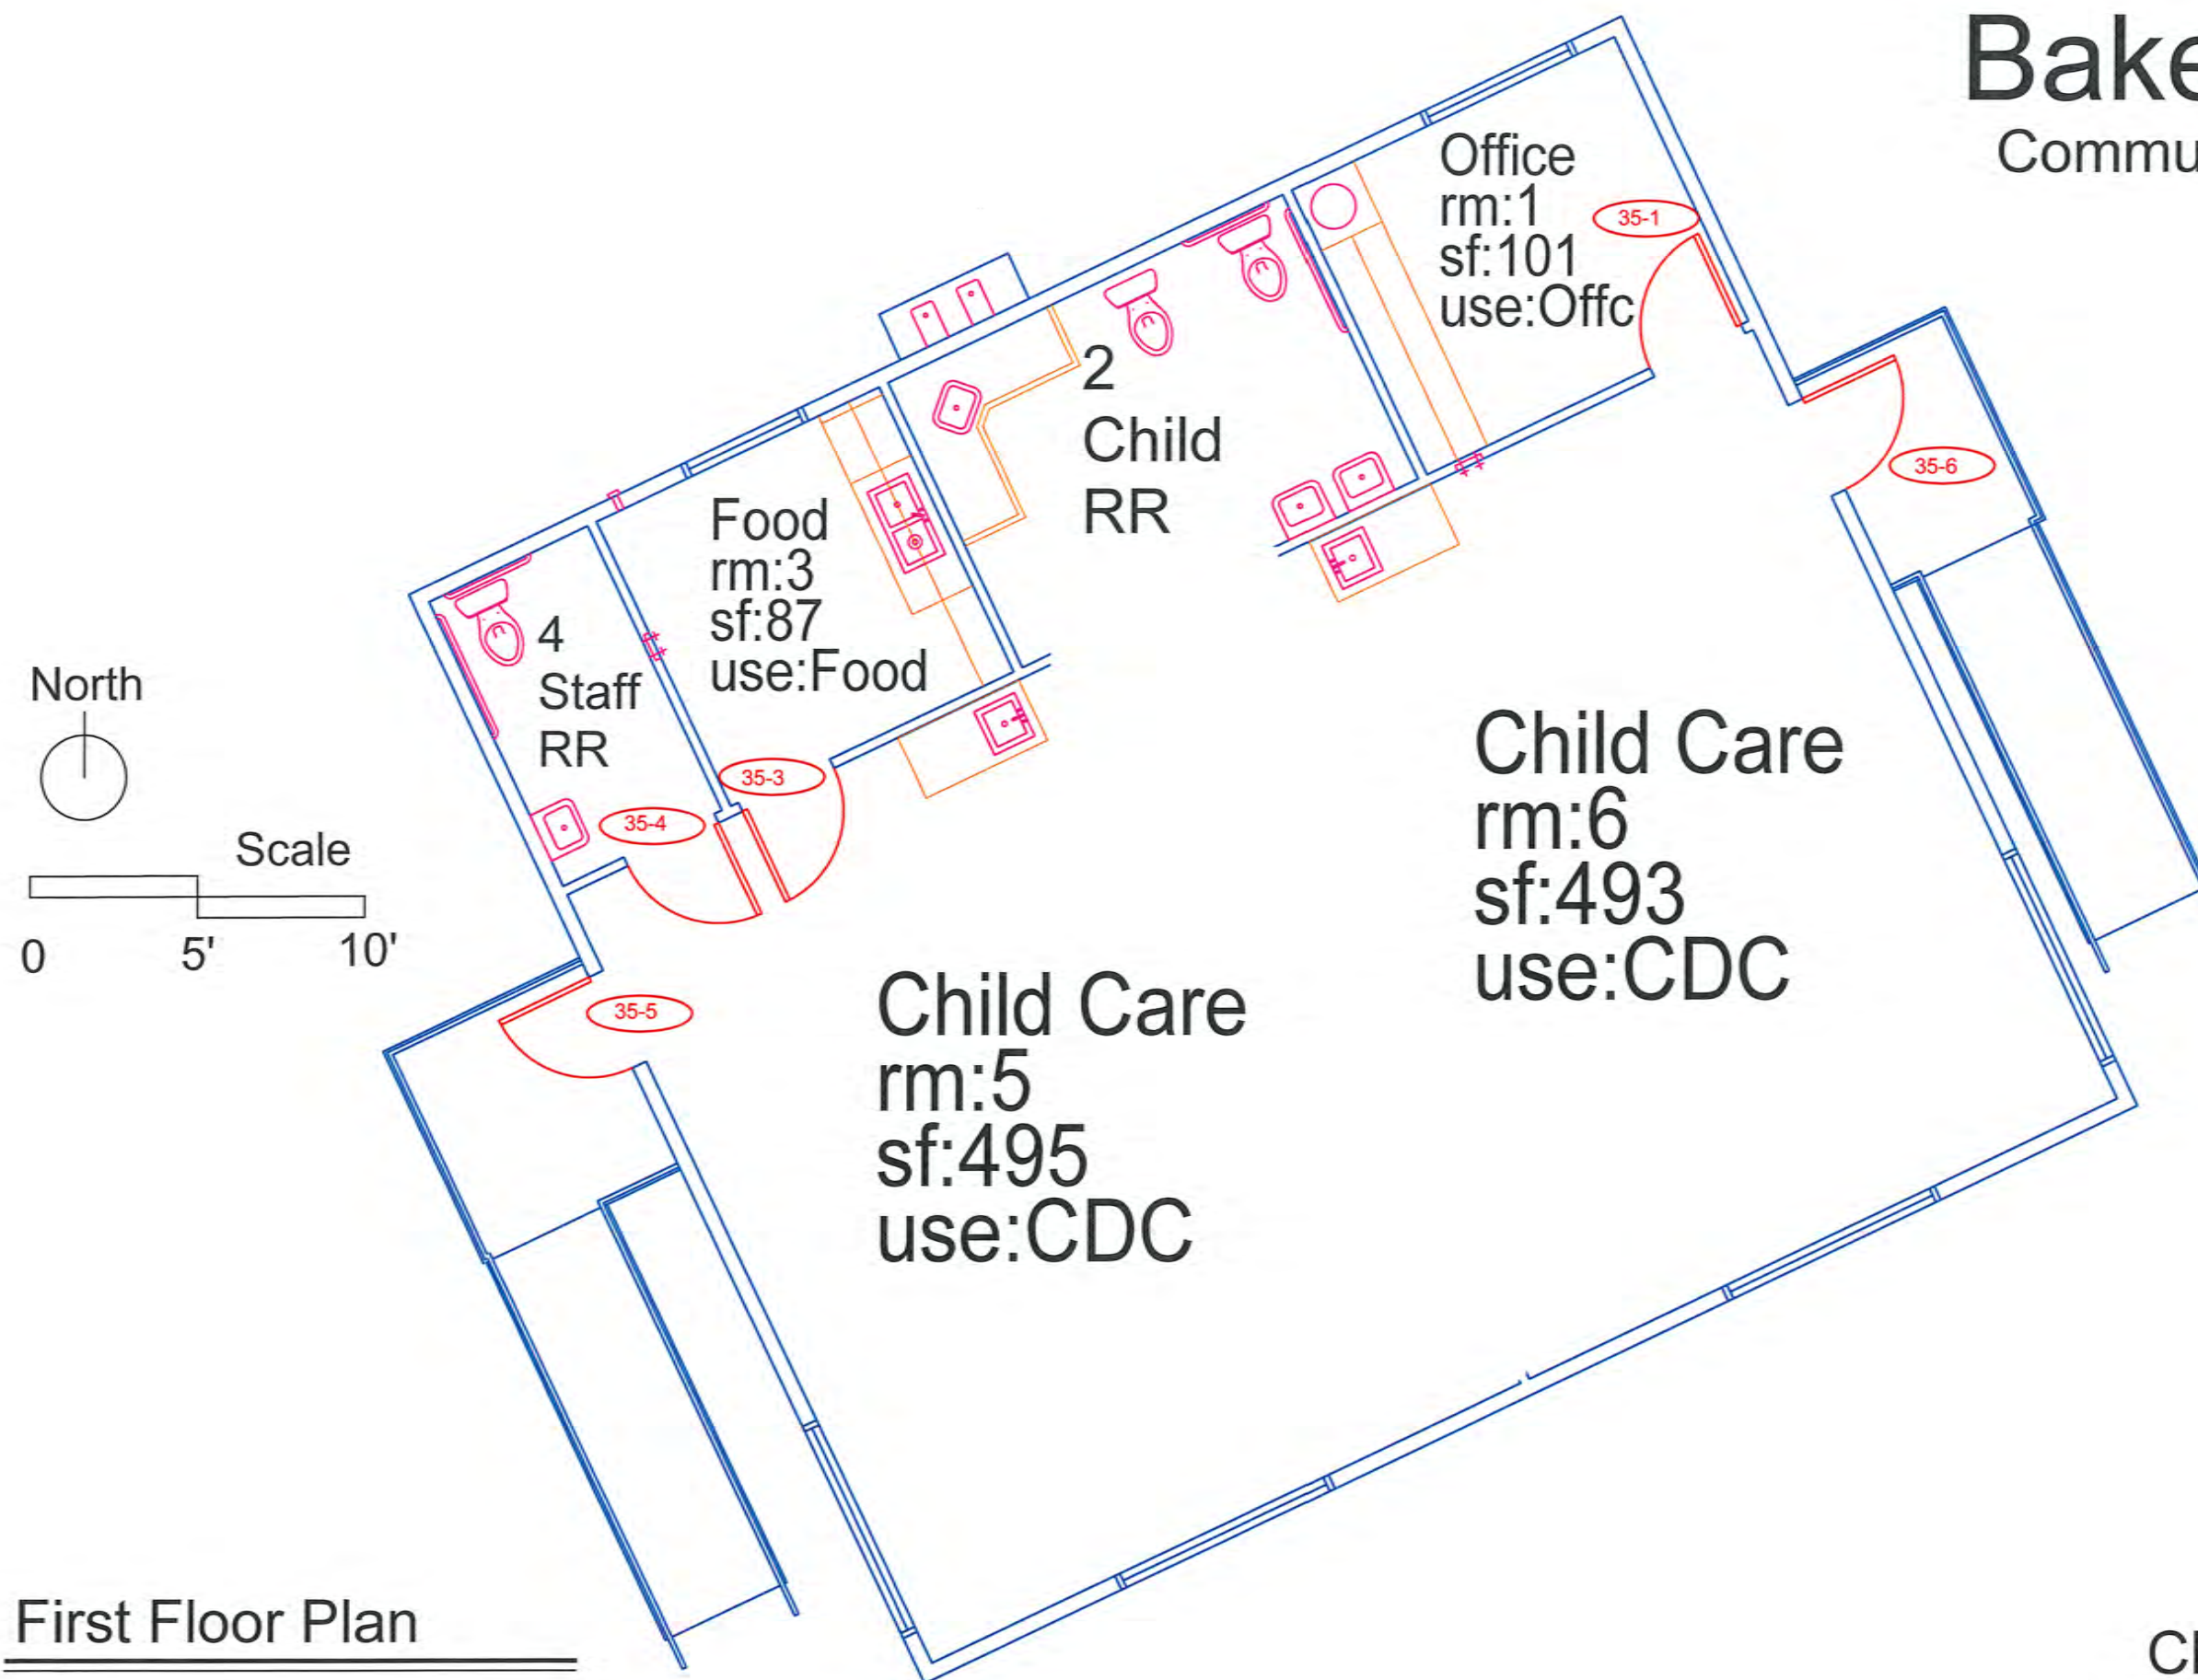 Bake
Commu
Office
rm:1
sf:101
use:Offc
35-1
2
Child
RR
35-6
Food
rm:3
sf:87
use:Food
4
Staff
RR
North
35-3
35-4
Scale
0 5' 10'
Child Care
rm:6
sf:493
use:CDC
35-5
Child Care
rm:5
sf:495
use:CDC
First Floor Plan